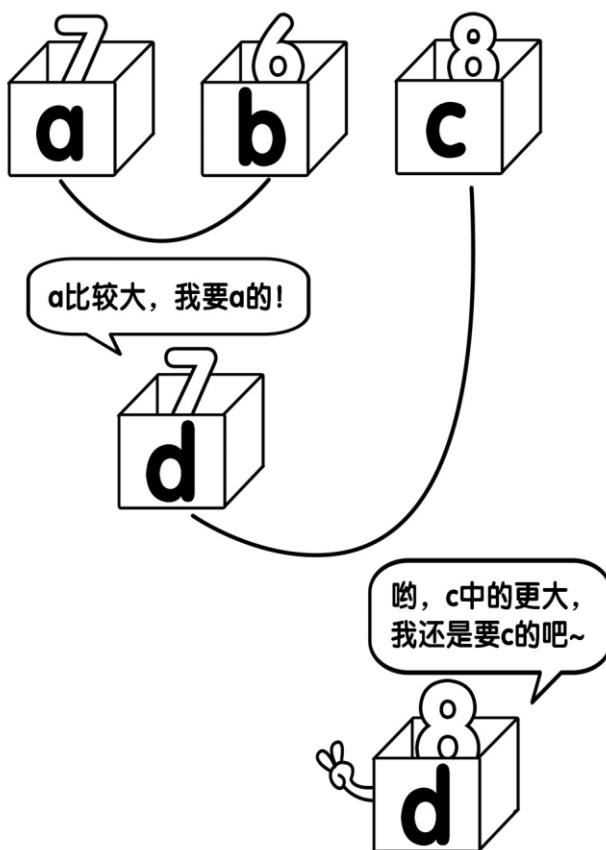 7 6 8
a b c
a比较大，我要a的！
7
d
哟，c中的更大，
我还是要c的吧~
8
d